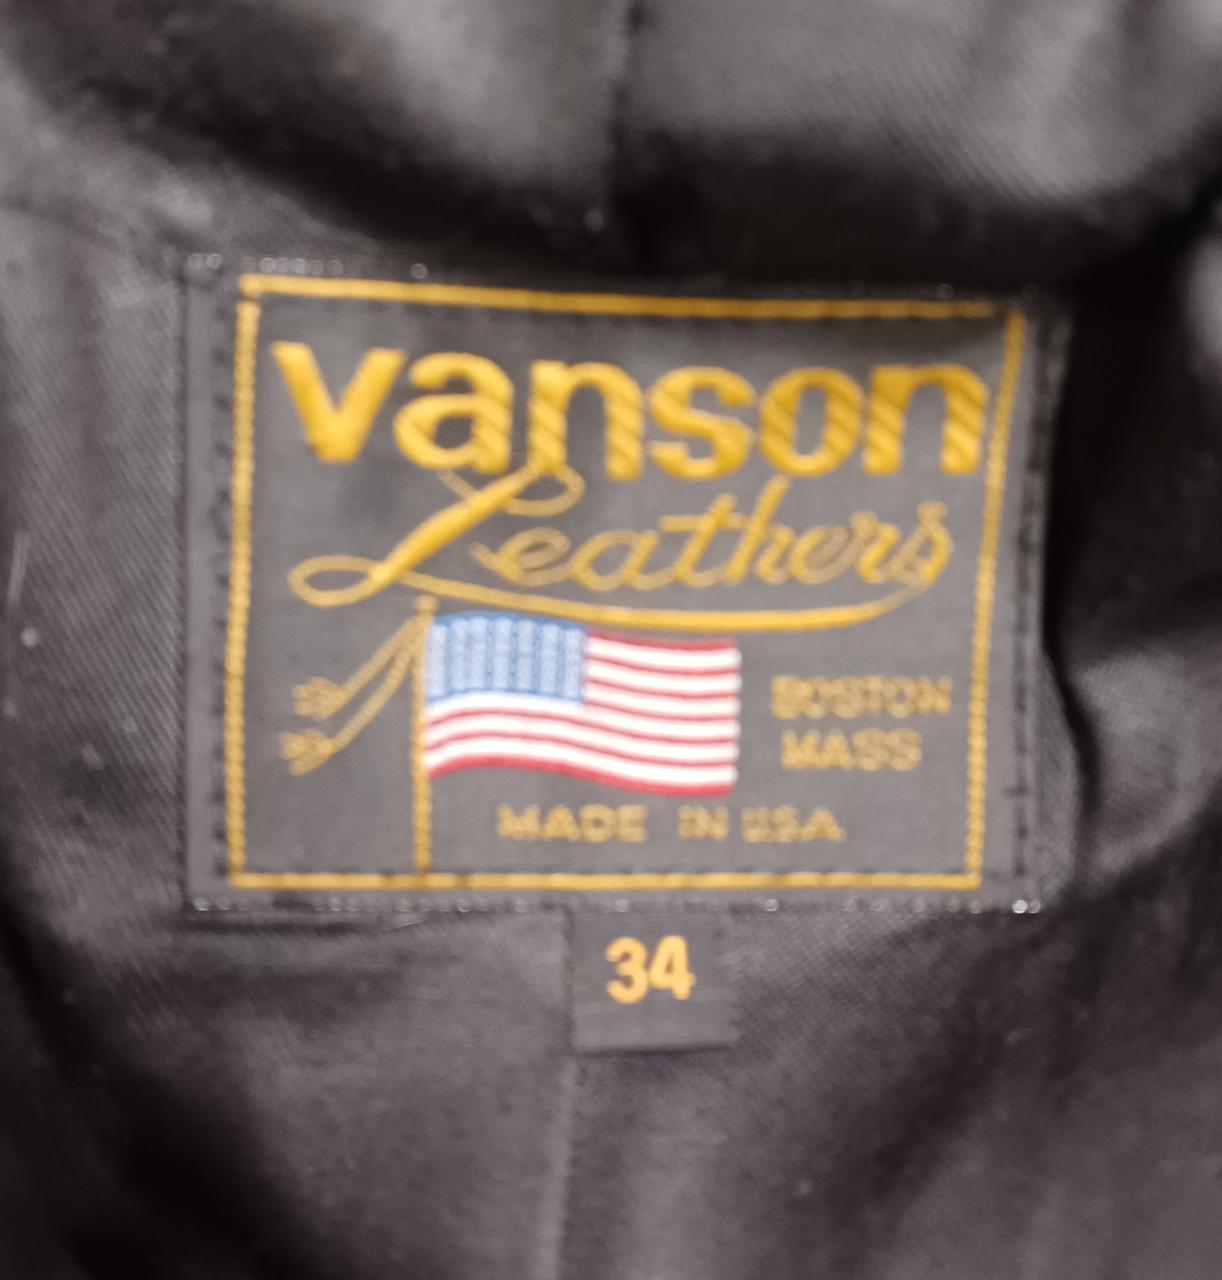 vanson
Leathers
BOSTON
MASS
MADE IN USA
34